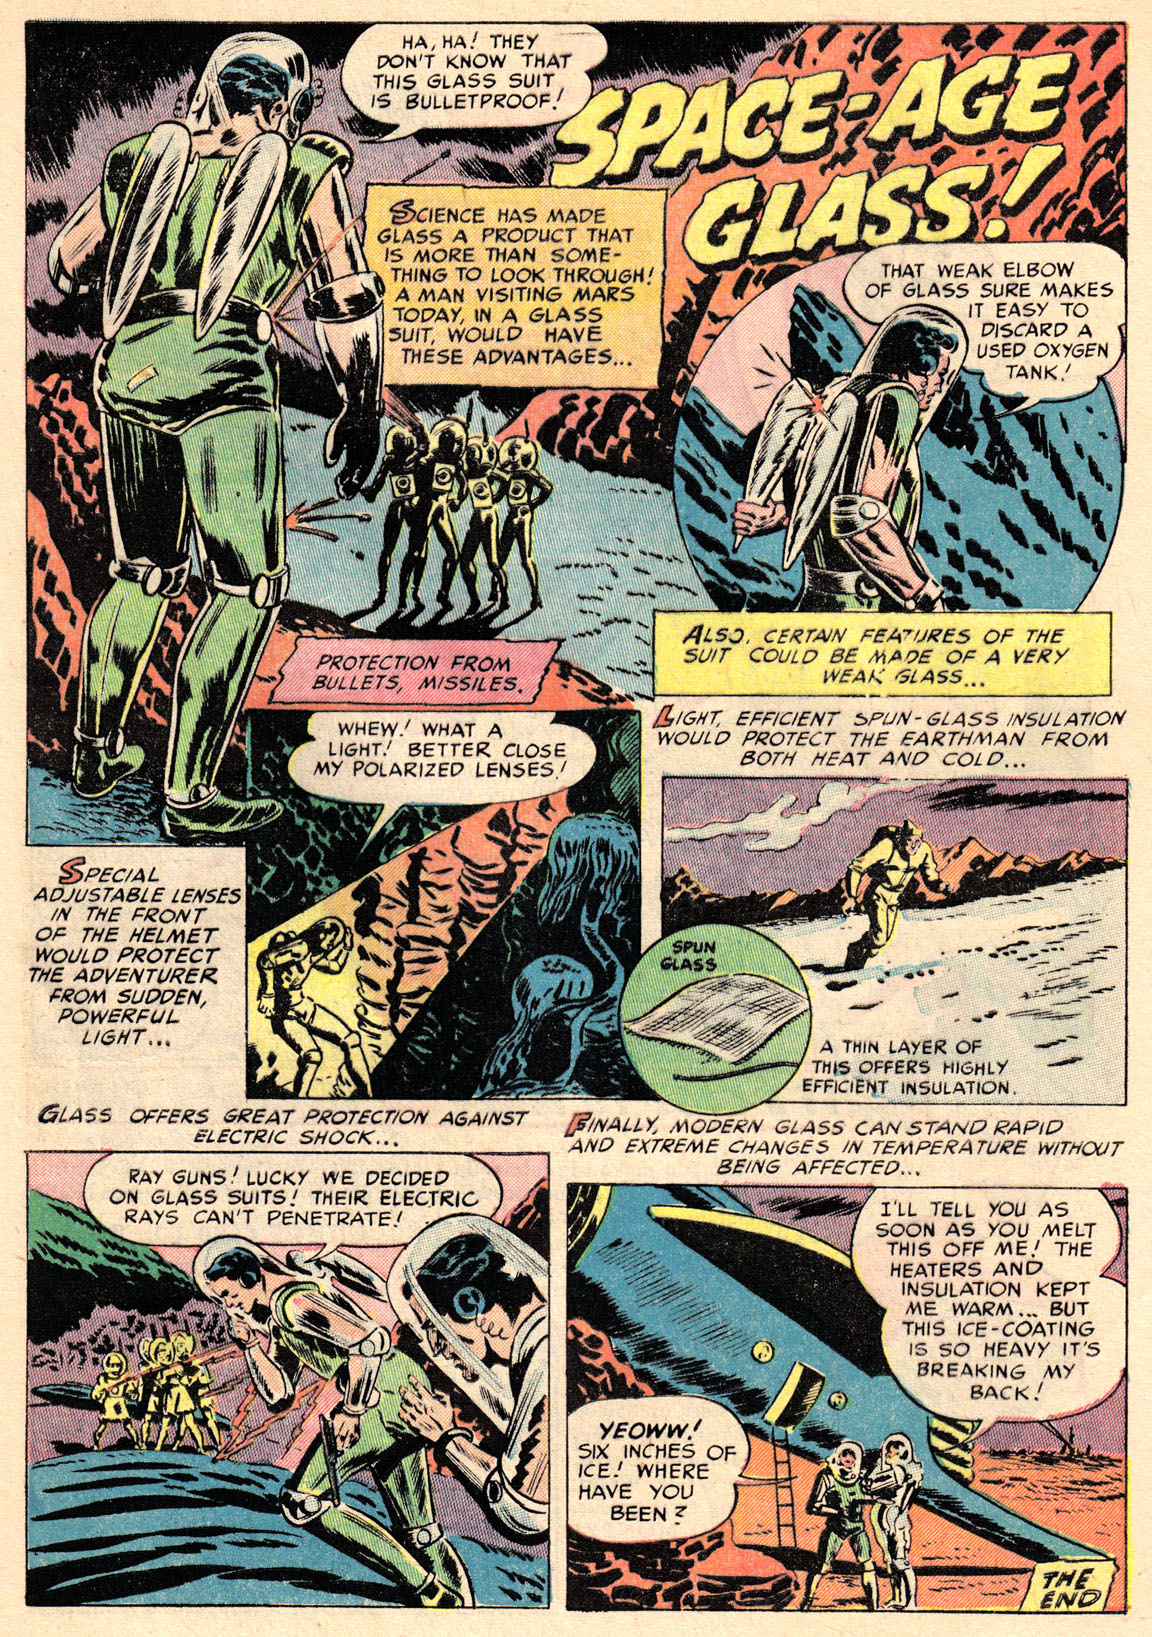 HA, HA! THEY
DON'T KNOW THAT
THIS GLASS SUIT
IS BULLETPROOF!
SPACE-AGE
GLASS!
SCIENCE HAS MADE
GLASS A PRODUCT THAT
IS MORE THAN SOME-
THING TO LOOK THROUGH!
A MAN VISITING MARS
TODAY, IN A GLASS
SUIT, WOULD HAVE
THESE ADVANTAGES...
THAT WEAK ELBOW
OF GLASS SURE MAKES
IT EASY TO
DISCARD A
USED OXYGEN
TANK!
PROTECTION FROM
BULLETS, MISSILES.
ALSO, CERTAIN FEATURES OF THE
SUIT COULD BE MADE OF A VERY
WEAK GLASS...
SPECIAL
ADJUSTABLE LENSES
IN THE FRONT
OF THE HELMET
WOULD PROTECT
THE ADVENTURER
FROM SUDDEN,
POWERFUL
LIGHT...
WHEW! WHAT A
LIGHT! BETTER CLOSE
MY POLARIZED LENSES!
LIGHT, EFFICIENT SPUN-GLASS INSULATION
WOULD PROTECT THE EARTHMAN FROM
BOTH HEAT AND COLD...
SPUN
GLASS
A THIN LAYER OF
THIS OFFERS HIGHLY
EFFICIENT INSULATION.
GLASS OFFERS GREAT PROTECTION AGAINST
ELECTRIC SHOCK...
RAY GUNS! LUCKY WE DECIDED
ON GLASS SUITS! THEIR ELECTRIC
RAYS CAN'T PENETRATE!
FINALLY, MODERN GLASS CAN STAND RAPID
AND EXTREME CHANGES IN TEMPERATURE WITHOUT
BEING AFFECTED...
I'LL TELL YOU AS
SOON AS YOU MELT
THIS OFF ME! THE
HEATERS AND
INSULATION KEPT
ME WARM... BUT
THIS ICE-COATING
IS SO HEAVY IT'S
BREAKING MY
BACK!
YEOWW!
SIX INCHES OF
ICE! WHERE
HAVE YOU
BEEN?
THE
END